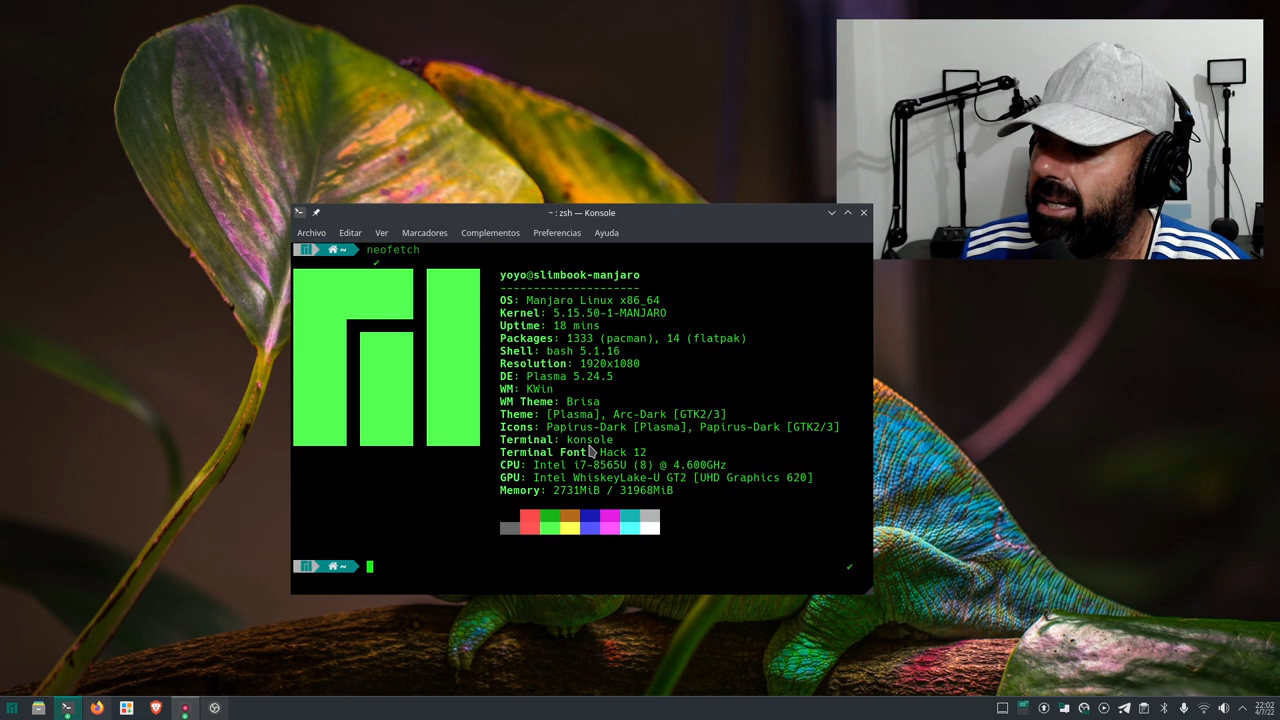 ~ : zsh — Konsole
Archivo Editar Ver Marcadores Complementos Preferencias Ayuda
~ neofetch
✔
yoyo@slimbook-manjaro
---------------------
OS: Manjaro Linux x86_64
Kernel: 5.15.50-1-MANJARO
Uptime: 18 mins
Packages: 1333 (pacman), 14 (flatpak)
Shell: bash 5.1.16
Resolution: 1920x1080
DE: Plasma 5.24.5
WM: KWin
WM Theme: Brisa
Theme: [Plasma], Arc-Dark [GTK2/3]
Icons: Papirus-Dark [Plasma], Papirus-Dark [GTK2/3]
Terminal: konsole
Terminal Font: Hack 12
CPU: Intel i7-8565U (8) @ 4.600GHz
GPU: Intel WhiskeyLake-U GT2 [UHD Graphics 620]
Memory: 2731MiB / 31968MiB
~ ✔
22:02
4/7/22